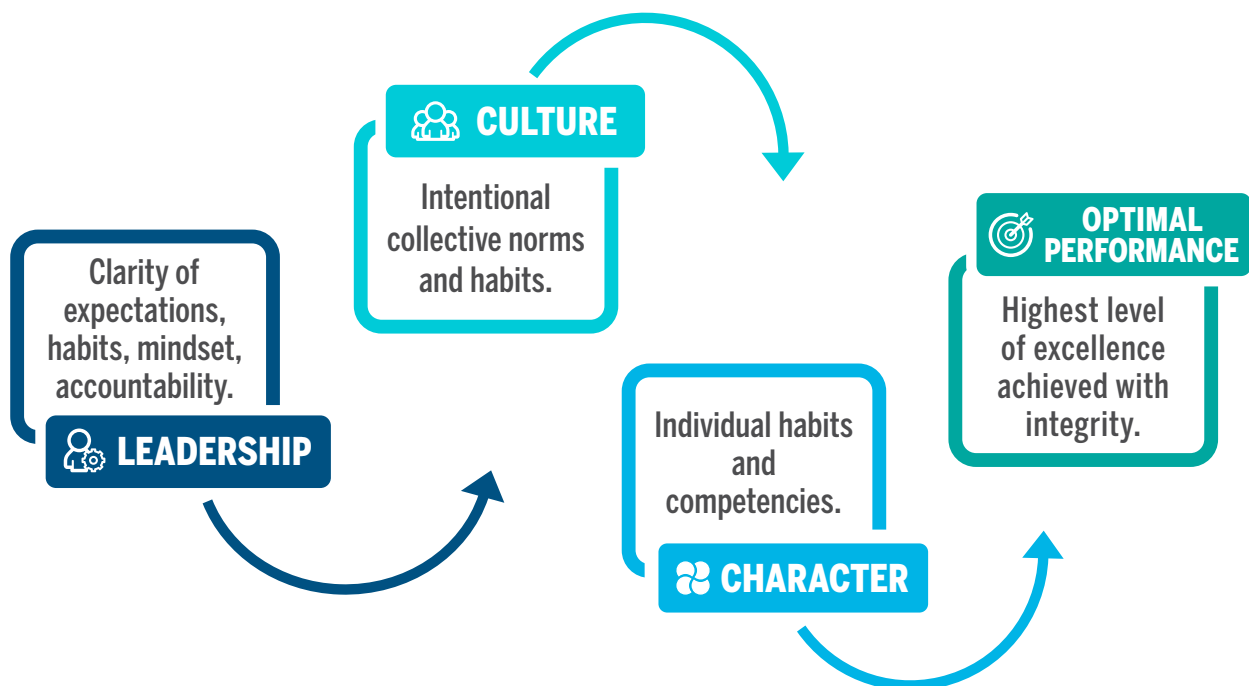 Clarity of
expectations,
habits, mindset,
accountability.
LEADERSHIP
CULTURE
Intentional
collective norms
and habits.
Individual habits
and
competencies.
CHARACTER
OPTIMAL
PERFORMANCE
Highest level
of excellence
achieved with
integrity.